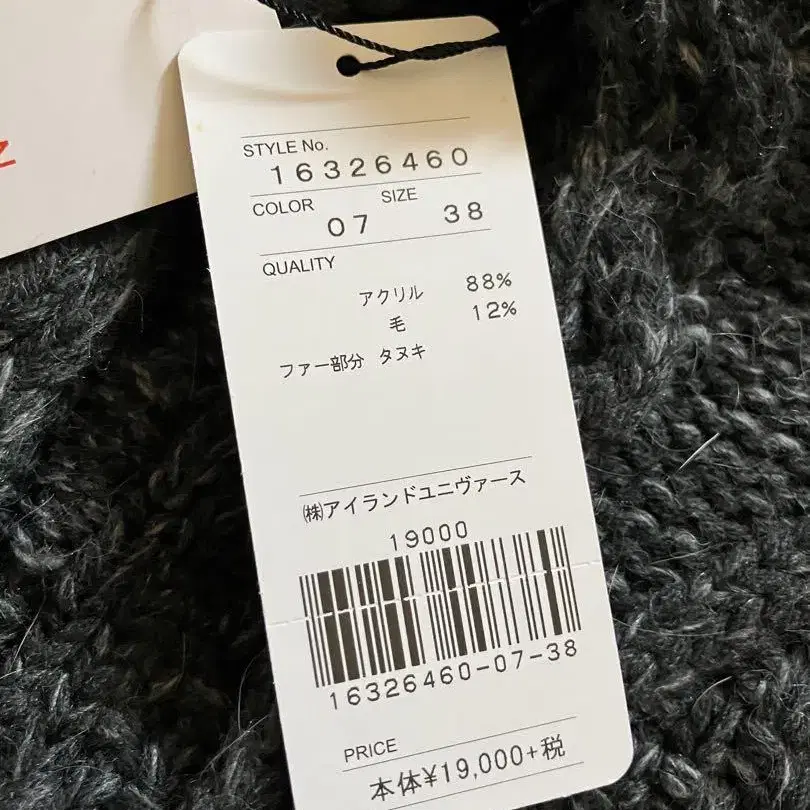 Z
STYLE No.
16326460
COLOR SIZE
07 38
QUALITY
アクリル 88%
毛 12%
ファー部分 タヌキ
㈱アイランドユニヴァース
19000
16326460-07-38
PRICE
本体¥19,000+税